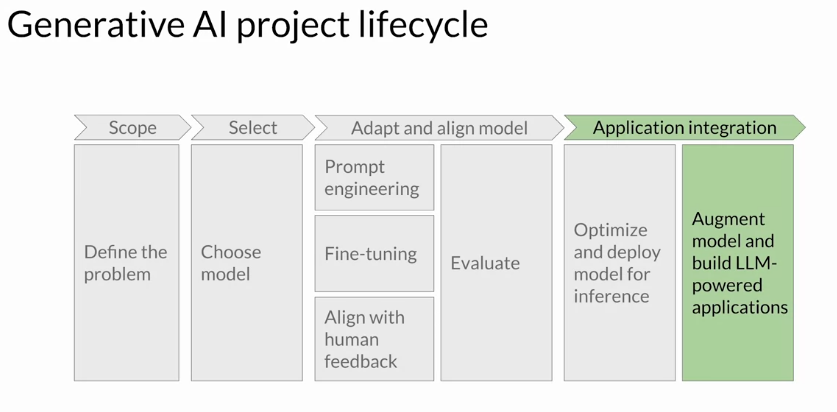 Generative AI project lifecycle
Scope
Select
Adapt and align model
Application integration
Define the
problem
Choose
model
Prompt
engineering
Fine-tuning
Align with
human
feedback
Evaluate
Optimize
and deploy
model for
inference
Augment
model and
build LLM-
powered
applications